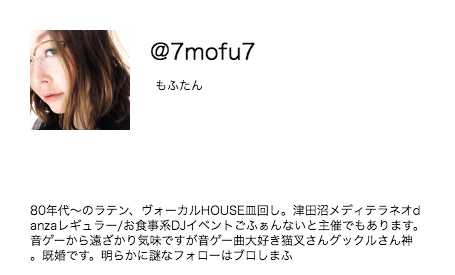 @7mofu7
もふたん
80年代〜のラテン、ヴォーカルHOUSE皿回し。津田沼メディテラネオd
anzaレギュラー/お食事系DJイベントごふぁんないと主催でもあります。
音ゲーから遠ざかり気味ですが音ゲー曲大好き猫叉さんグックルさん神
。既婚です。明らかに謎なフォローはブロしまふ